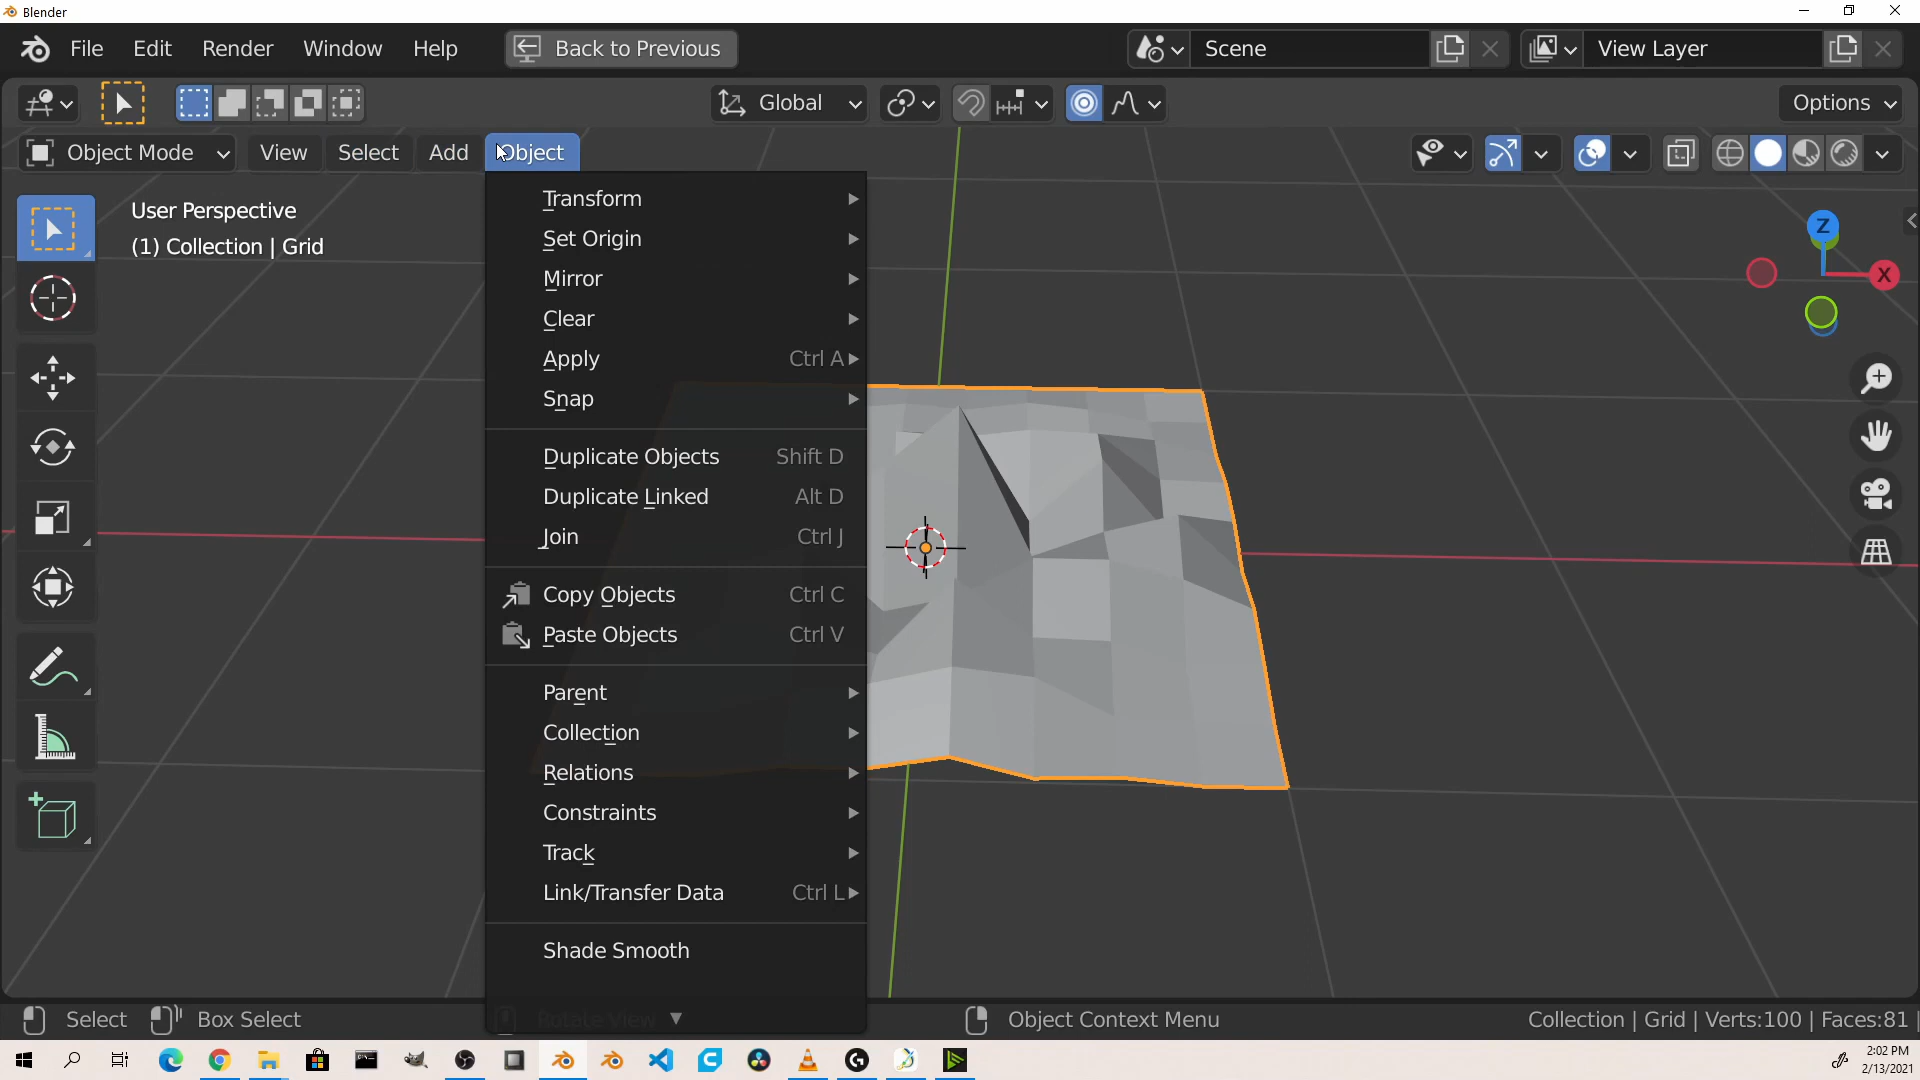 Blender
File Edit Render Window Help Back to Previous Scene View Layer
Global Options
Object Mode View Select Add Object
User Perspective
(1) Collection | Grid
Transform
Set Origin
Mirror
Clear
Apply Ctrl A
Snap
Duplicate Objects Shift D
Duplicate Linked Alt D
Join Ctrl J
Copy Objects Ctrl C
Paste Objects Ctrl V
Parent
Collection
Relations
Constraints
Track
Link/Transfer Data Ctrl L
Shade Smooth
Z
X
Select Box Select Rotate View Object Context Menu Collection | Grid | Verts:100 | Faces:81 |
2:02 PM
2/13/2021